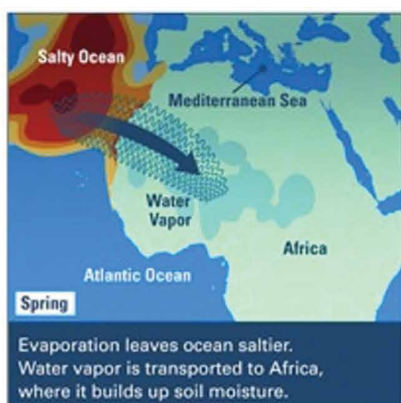 Salty Ocean
Mediterranean Sea
Water
Vapor
Africa
Atlantic Ocean
Spring
Evaporation leaves ocean saltier.
Water vapor is transported to Africa,
where it builds up soil moisture.